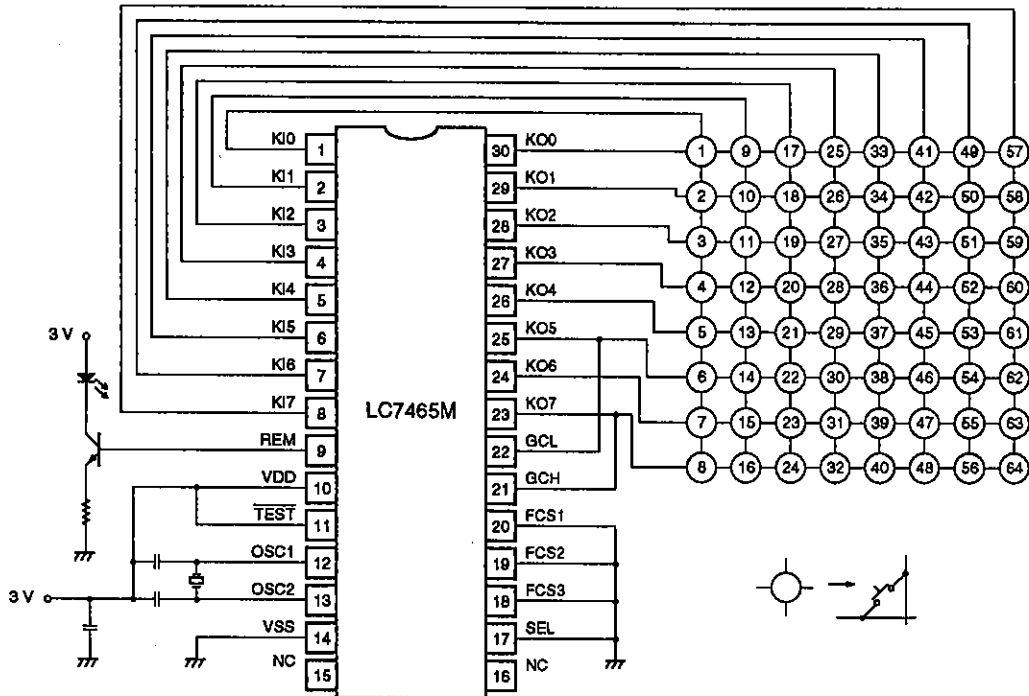 KI0 1 30 KO0 1 9 17 25 33 41 49 57
KI1 2 29 KO1 2 10 18 26 34 42 50 58
KI2 3 28 KO2 3 11 19 27 35 43 51 59
KI3 4 27 KO3 4 12 20 28 36 44 52 60
KI4 5 26 KO4 5 13 21 29 37 45 53 61
3 V KI5 6 25 KO5 6 14 22 30 38 46 54 62
KI6 7 24 KO6 7 15 23 31 39 47 55 63
KI7 8 LC7465M 23 KO7 8 16 24 32 40 48 56 64
REM 9 22 GCL
VDD 10 21 GCH
TEST 11 20 FCS1
OSC1 12 19 FCS2
3 V OSC2 13 18 FCS3
VSS 14 17 SEL
NC 15 16 NC